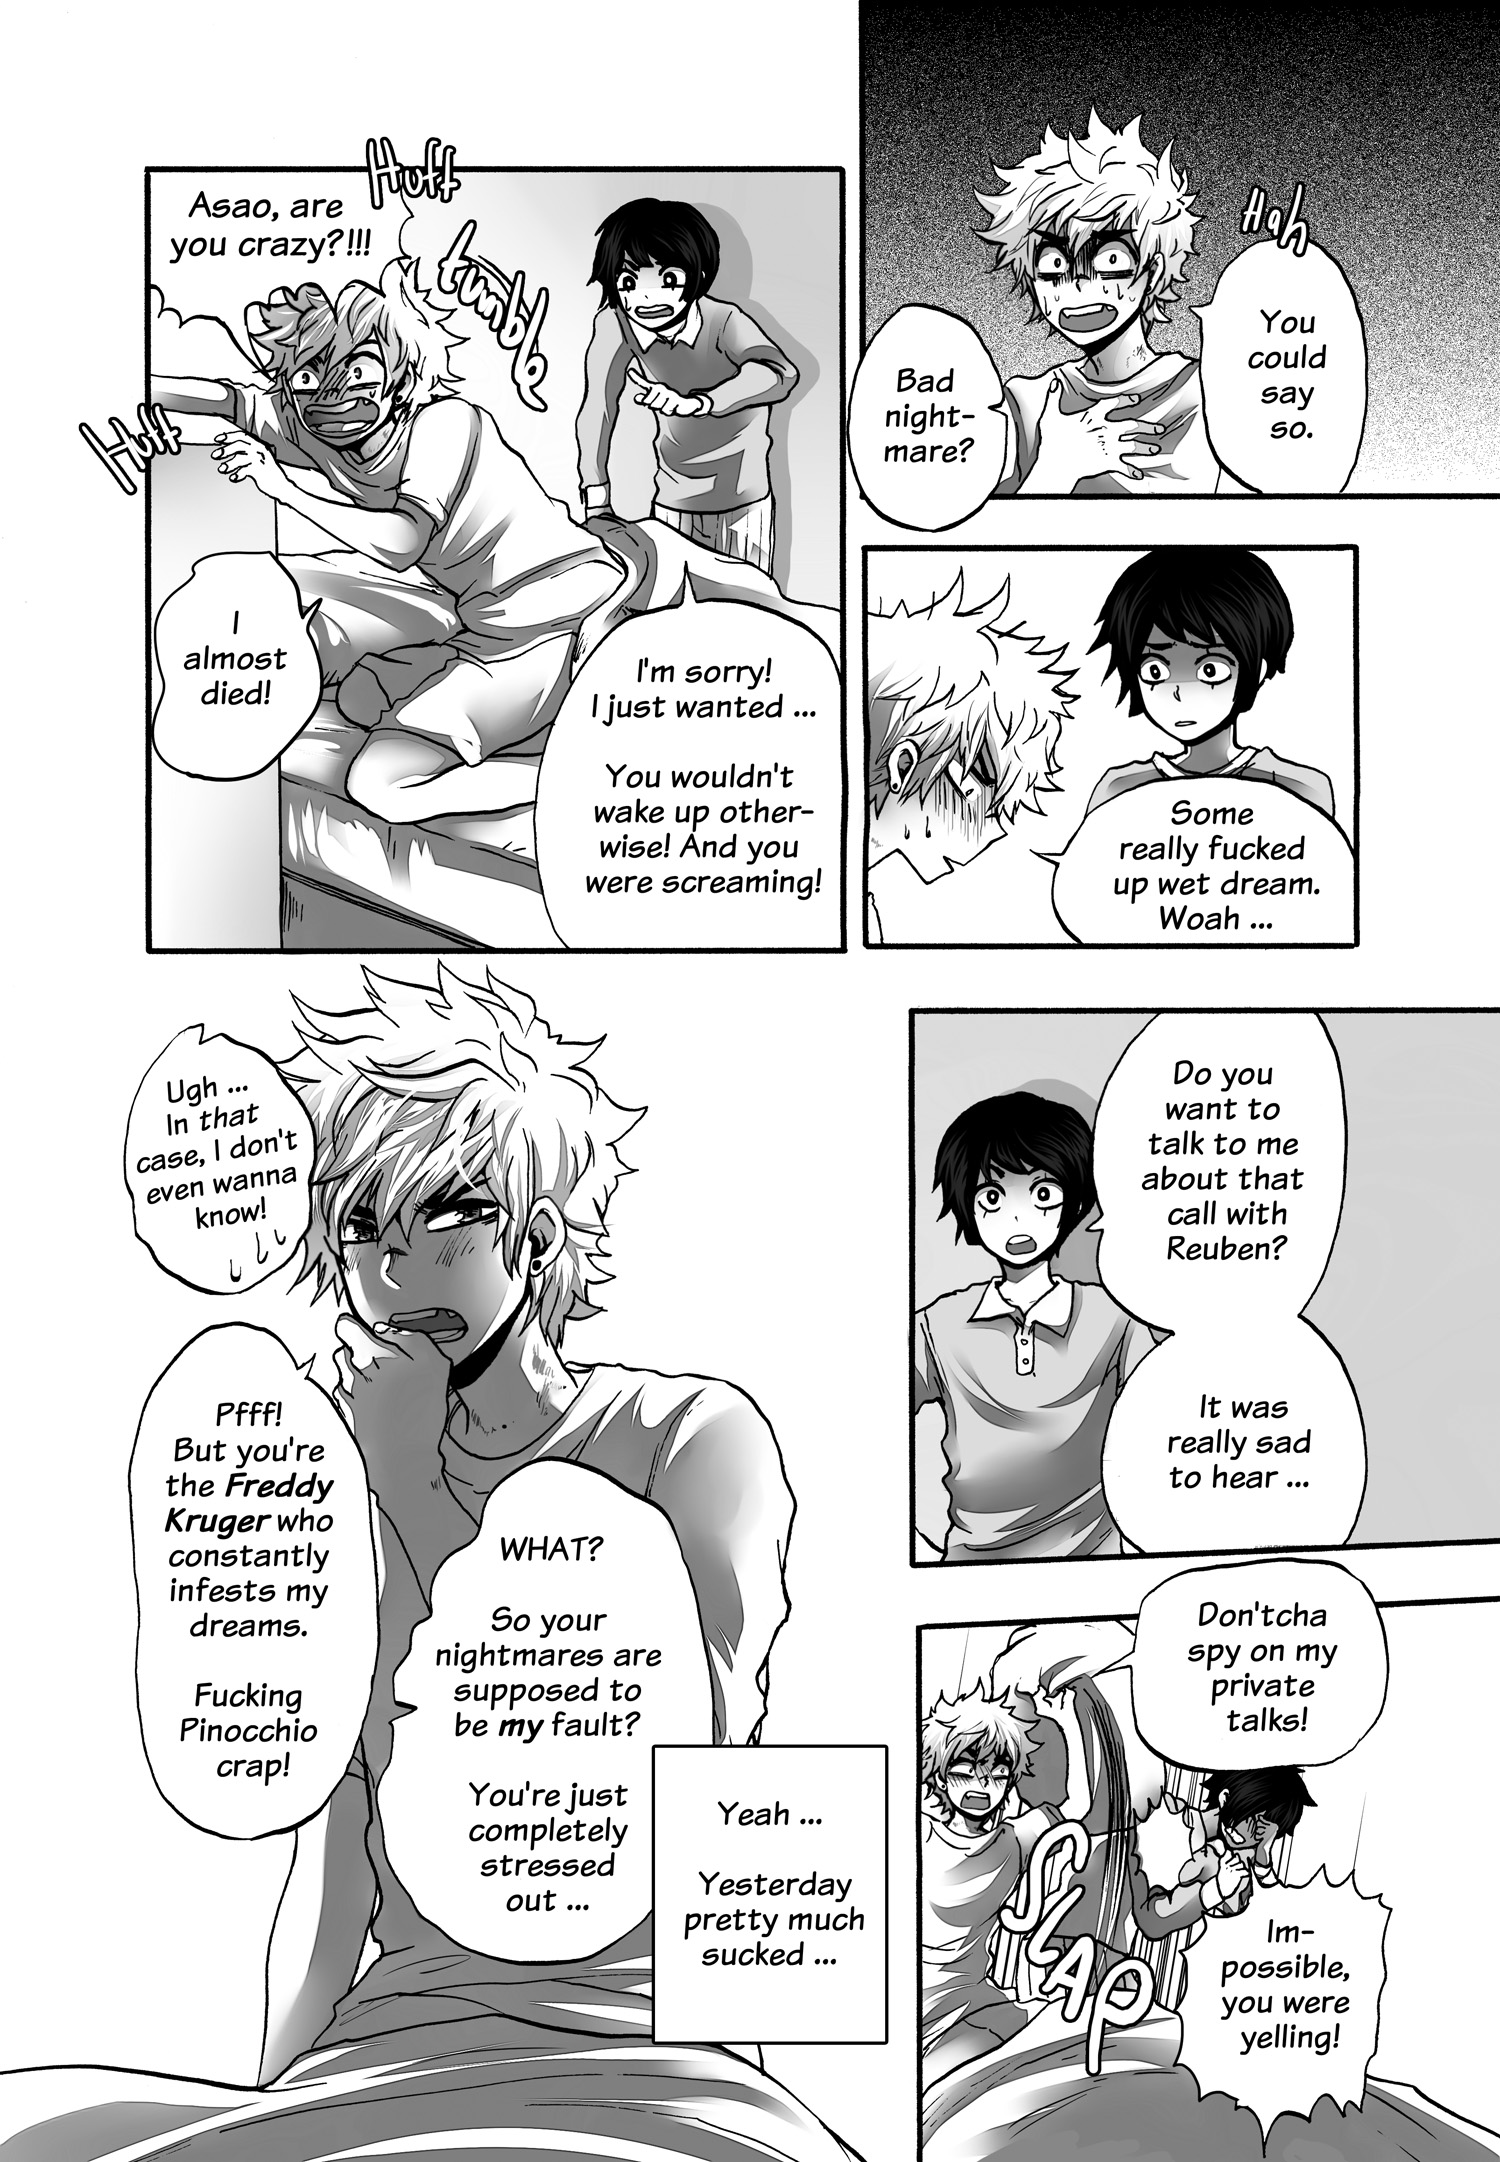 Huff
Asao, are
you crazy?!!!
tumble
Huff
I
almost
died!
I'm sorry!
I just wanted ...
You wouldn't
wake up other-
wise! And you
were screaming!
Bad
night-
mare?
Hah
You
could
say
so.
Some
really fucked
up wet dream.
Woah ...
Ugh ...
In that
case, I don't
even wanna
know!
Pfff!
But you're
the Freddy
Kruger who
constantly
infests my
dreams.
Fucking
Pinocchio
crap!
WHAT?
So your
nightmares are
supposed to
be my fault?
You're just
completely
stressed
out ...
Yeah ...
Yesterday
pretty much
sucked ...
Do you
want to
talk to me
about that
call with
Reuben?
It was
really sad
to hear ...
Don'tcha
spy on my
private
talks!
SLAP
Im-
possible,
you were
yelling!